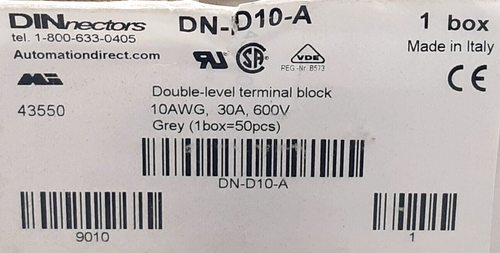 DINnectors DN-D10-A 1 box
tel. 1-800-633-0405 Made in Italy
Automationdirect.com
VDE
PEG-Nr. B573
43550
Double-level terminal block
10AWG, 30A, 600V
Grey (1box=50pcs)
DN-D10-A
9010 1